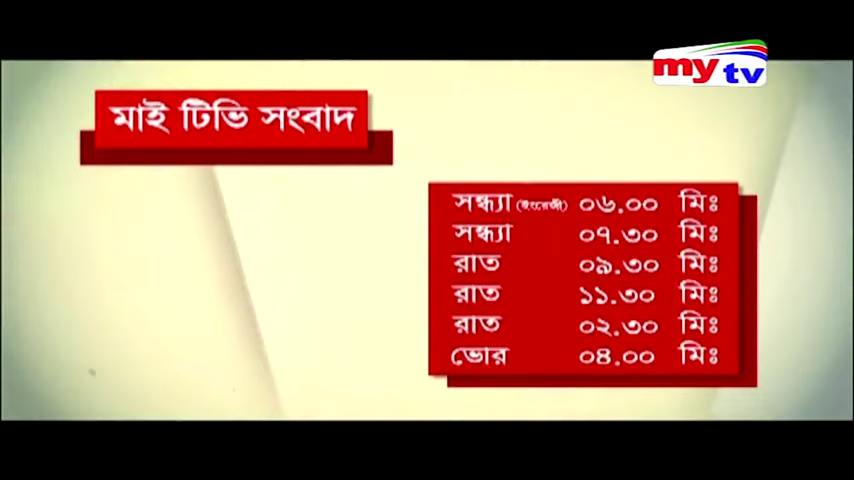 my tv
মাই টিভি সংবাদ
সন্ধ্যা (ইংরেজী) ০৬.০০ মিঃ
সন্ধ্যা ০৭.৩০ মিঃ
রাত ০৯.৩০ মিঃ
রাত ১১.৩০ মিঃ
রাত ০২.৩০ মিঃ
ভোর ০৪.০০ মিঃ